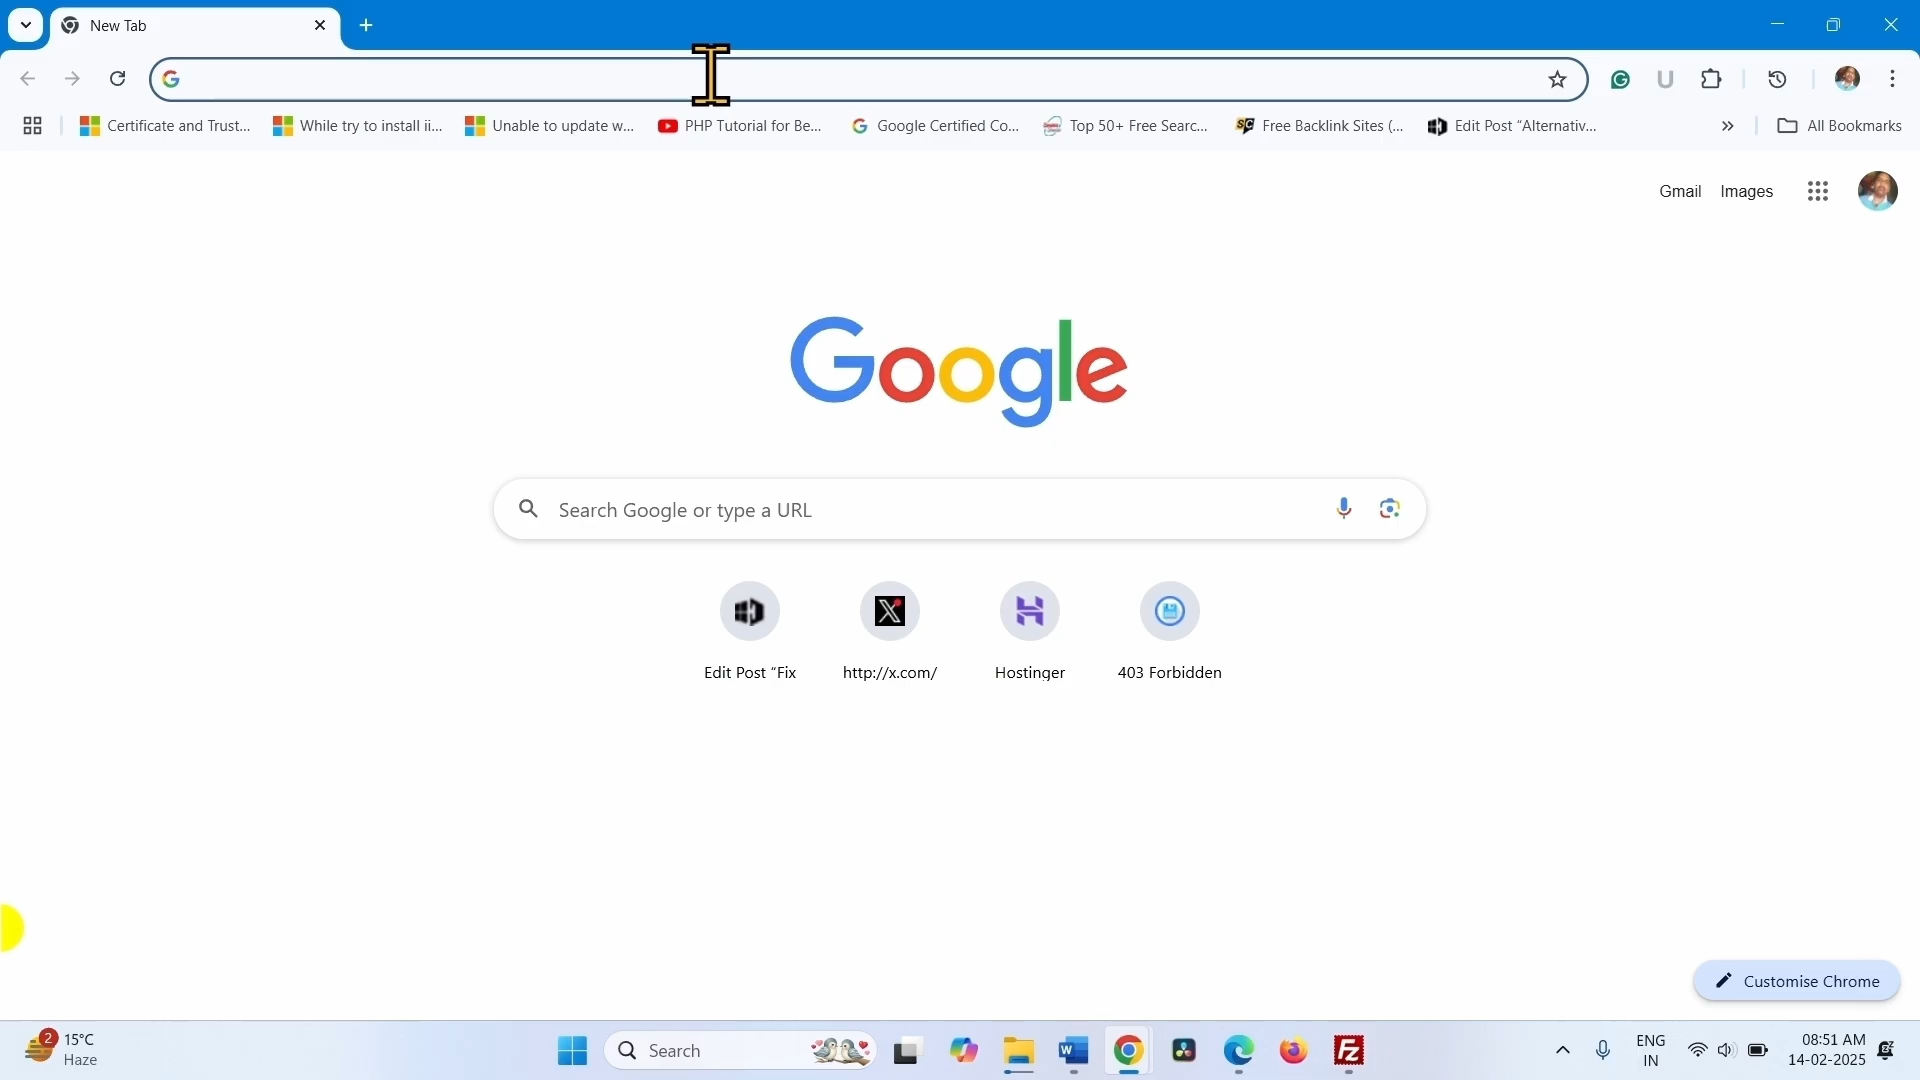 New Tab
Certificate and Trust...
While try to install ii...
Unable to update w...
PHP Tutorial for Be...
Google Certified Co...
Top 50+ Free Searc...
Free Backlink Sites (...
Edit Post “Alternativ...
All Bookmarks
Gmail
Images
Google
Search Google or type a URL
Edit Post “Fix
http://x.com/
Hostinger
403 Forbidden
Customise Chrome
2
15°C
Haze
Search
ENG
IN
08:51 AM
14-02-2025